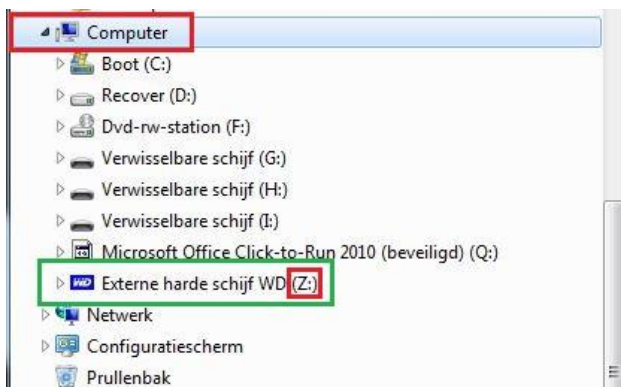 Computer
Boot (C:)
Recover (D:)
Dvd-rw-station (F:)
Verwisselbare schijf (G:)
Verwisselbare schijf (H:)
Verwisselbare schijf (I:)
Microsoft Office Click-to-Run 2010 (beveiligd) (Q:)
WD Externe harde schijf WD (Z:)
Netwerk
Configuratiescherm
Prullenbak